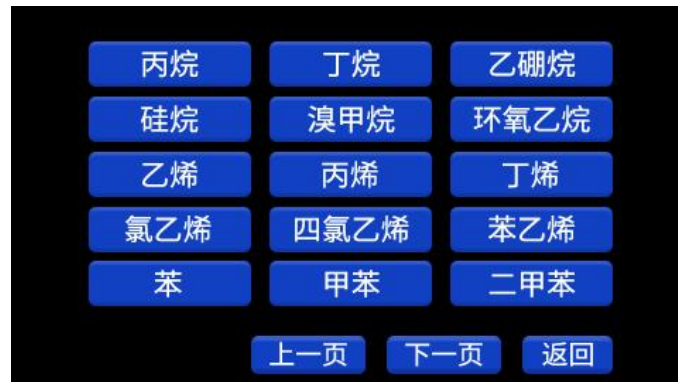 丙烷 丁烷 乙硼烷
硅烷 溴甲烷 环氧乙烷
乙烯 丙烯 丁烯
氯乙烯 四氯乙烯 苯乙烯
苯 甲苯 二甲苯
上一页 下一页 返回